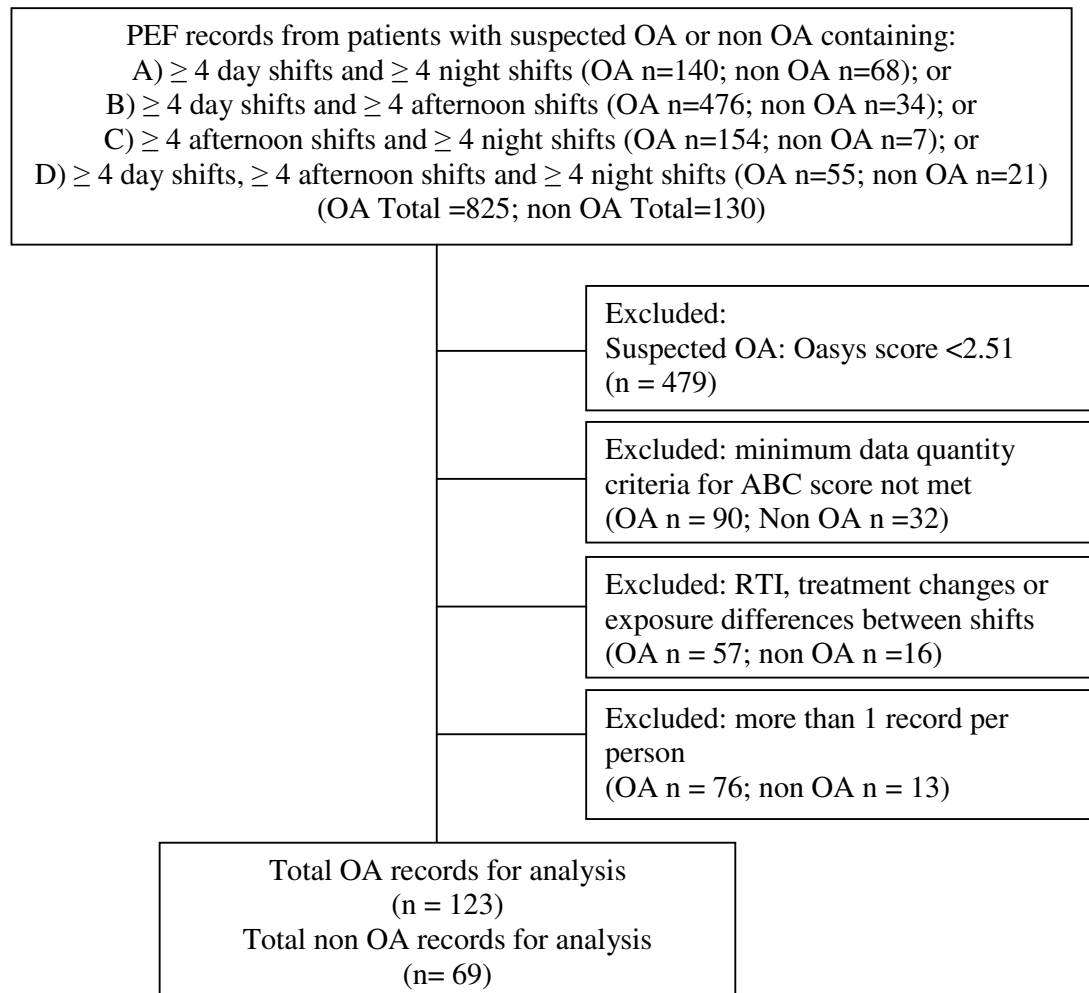 PEF records from patients with suspected OA or non OA containing:
A) ≥ 4 day shifts and ≥ 4 night shifts (OA n=140; non OA n=68); or
B) ≥ 4 day shifts and ≥ 4 afternoon shifts (OA n=476; non OA n=34); or
C) ≥ 4 afternoon shifts and ≥ 4 night shifts (OA n=154; non OA n=7); or
D) ≥ 4 day shifts, ≥ 4 afternoon shifts and ≥ 4 night shifts (OA n=55; non OA n=21)
(OA Total =825; non OA Total=130)
Excluded:
Suspected OA: Oasys score <2.51
(n = 479)
Excluded: minimum data quantity
criteria for ABC score not met
(OA n = 90; Non OA n =32)
Excluded: RTI, treatment changes or
exposure differences between shifts
(OA n = 57; non OA n =16)
Excluded: more than 1 record per
person
(OA n = 76; non OA n = 13)
Total OA records for analysis
(n = 123)
Total non OA records for analysis
(n= 69)